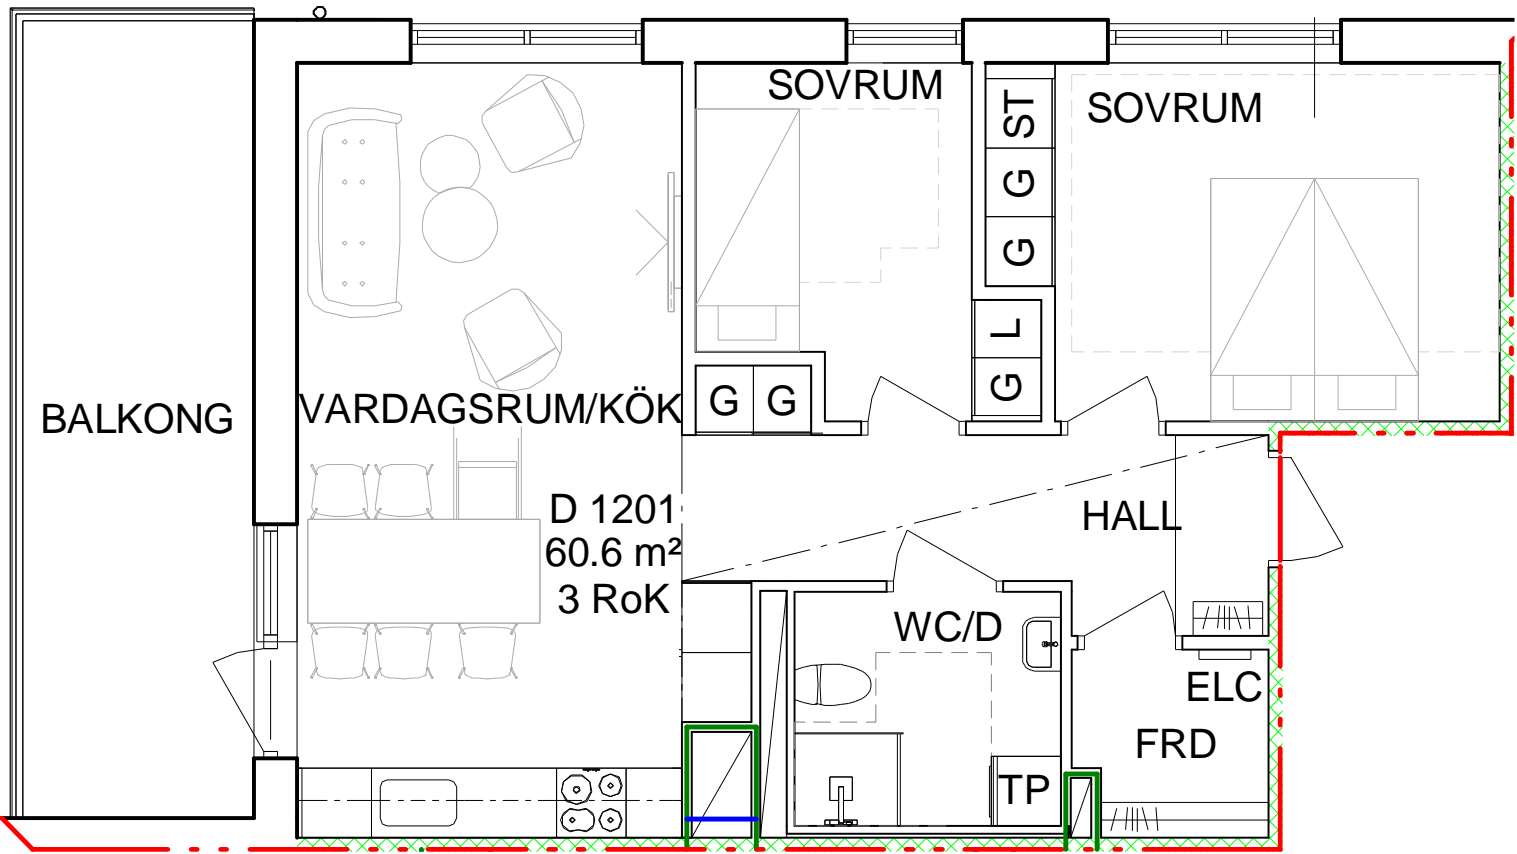 SOVRUM
SOVRUM
ST
G
G
L
G
G G
BALKONG
VARDAGSRUM/KÖK
D 1201
60.6 m²
3 RoK
HALL
WC/D
ELC
FRD
TP